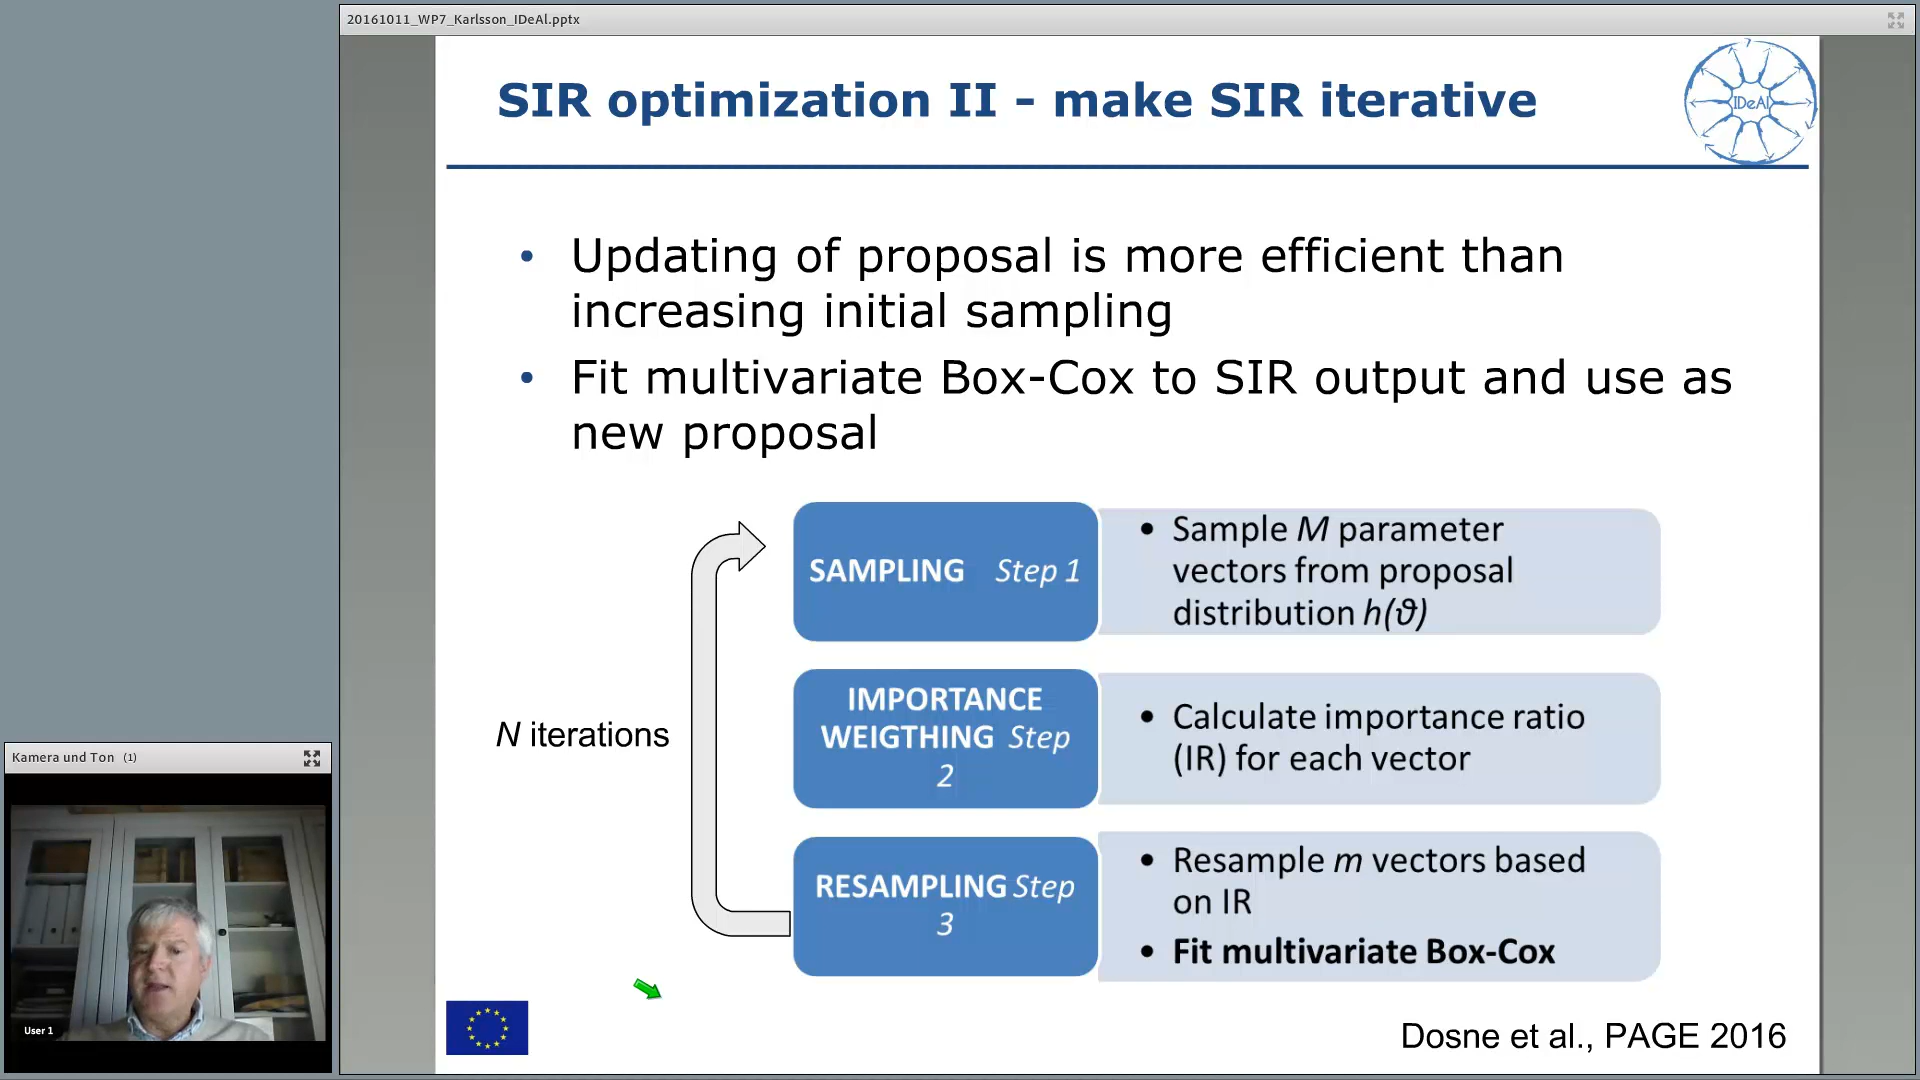 20161011_WP7_Karlsson_IDeAl.pptx
SIR optimization II - make SIR iterative
IDeAl
• Updating of proposal is more efficient than
increasing initial sampling
• Fit multivariate Box-Cox to SIR output and use as
new proposal
SAMPLING Step 1
• Sample M parameter
vectors from proposal
distribution h(ϑ)
N iterations
IMPORTANCE
WEIGTHING Step
2
• Calculate importance ratio
(IR) for each vector
RESAMPLING Step
3
• Resample m vectors based
on IR
• Fit multivariate Box-Cox
Dosne et al., PAGE 2016
Kamera und Ton (1)
User 1